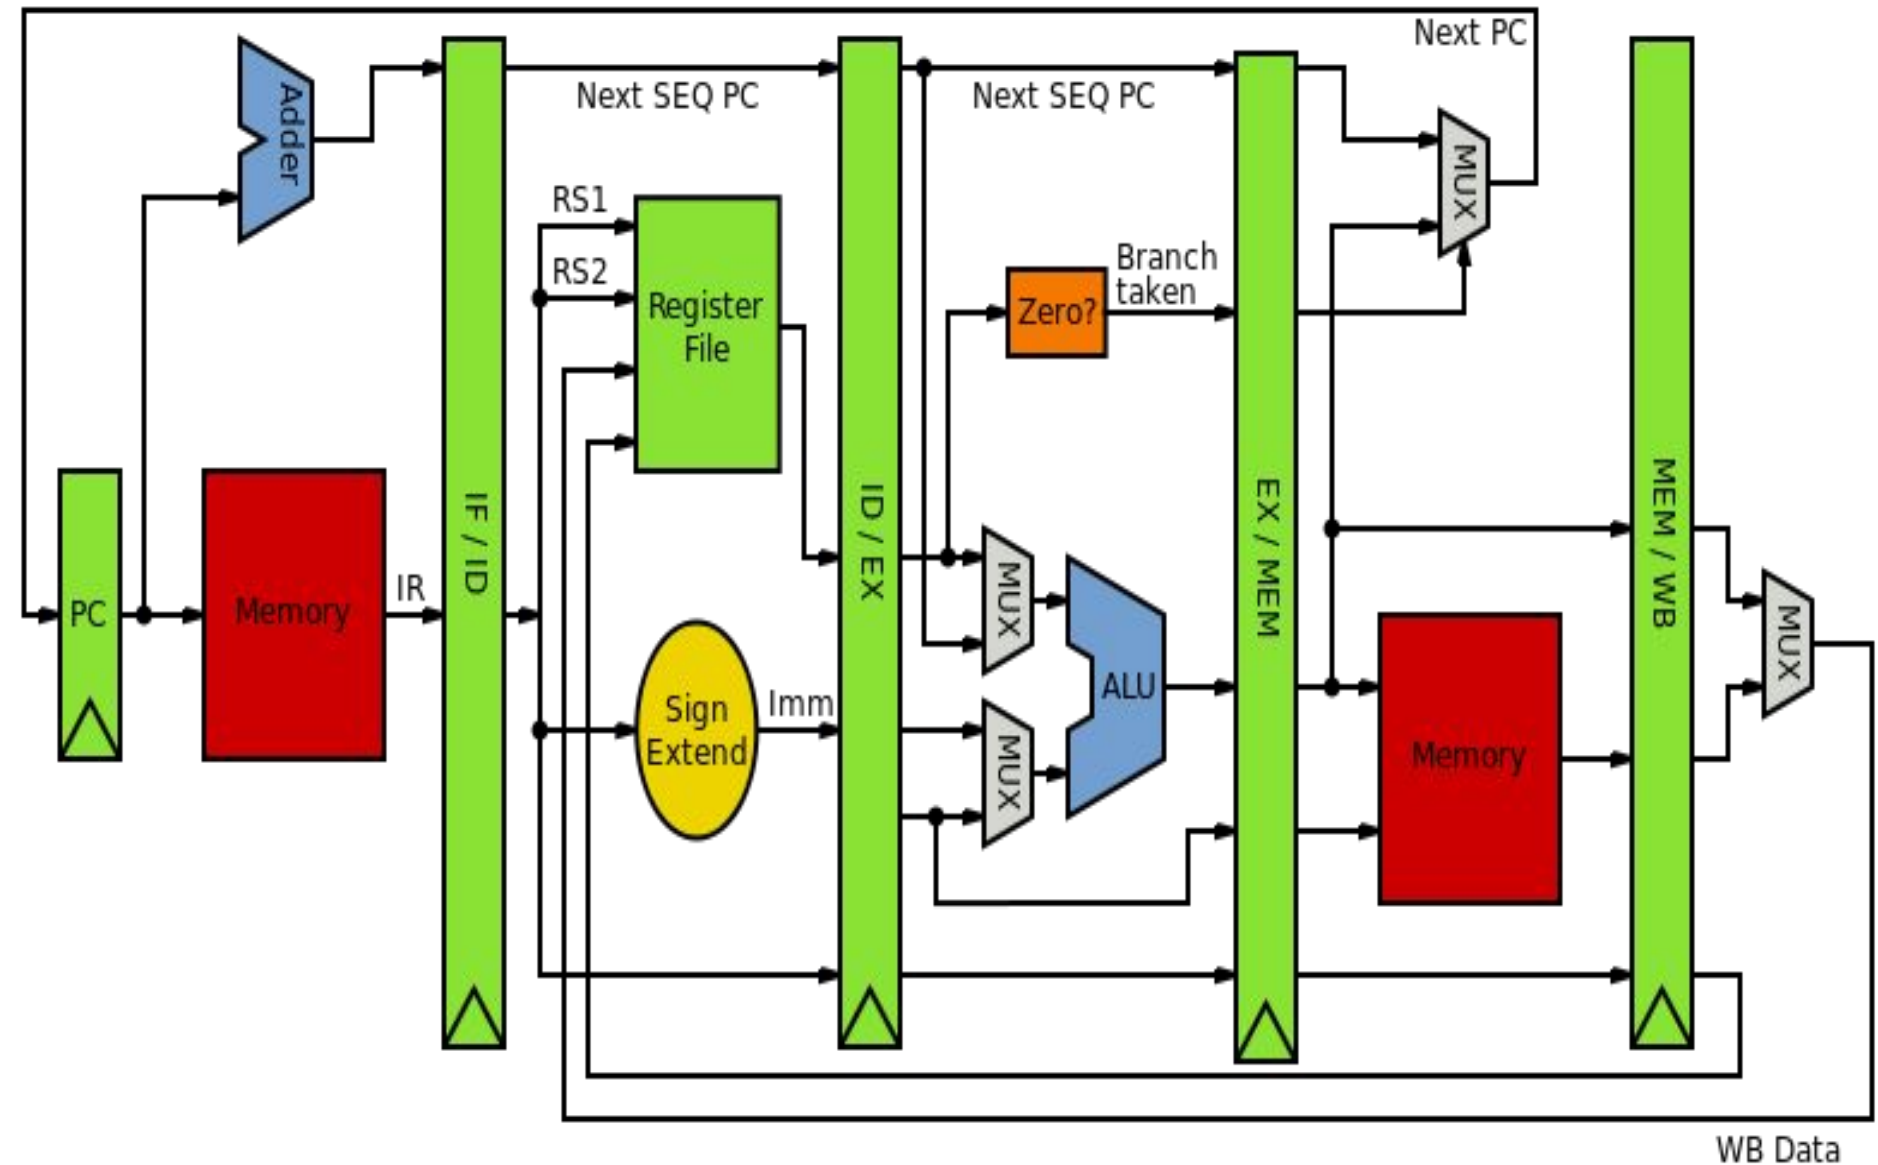 Next PC
Adder
Next SEQ PC
Next SEQ PC
MUX
RS1
RS2
Register
File
Zero?
Branch
taken
PC
Memory
IR
IF / ID
ID / EX
EX / MEM
MEM / WB
MUX
MUX
ALU
MUX
Sign
Extend
Imm
Memory
WB Data